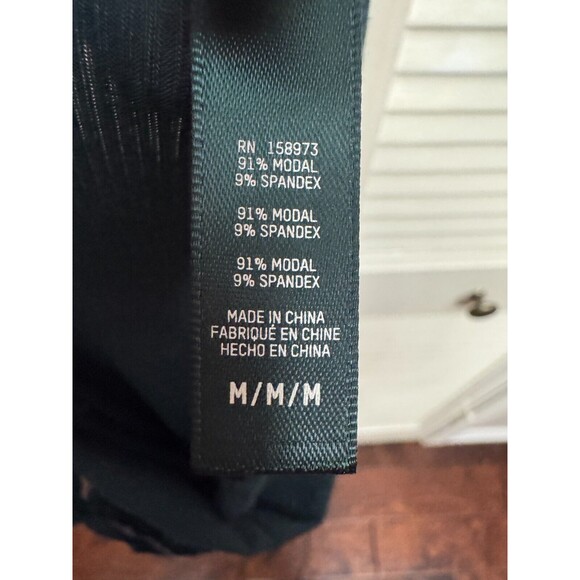 RN 158973
91% MODAL
9% SPANDEX
91% MODAL
9% SPANDEX
91% MODAL
9% SPANDEX
MADE IN CHINA
FABRIQUÉ EN CHINE
HECHO EN CHINA
M/M/M